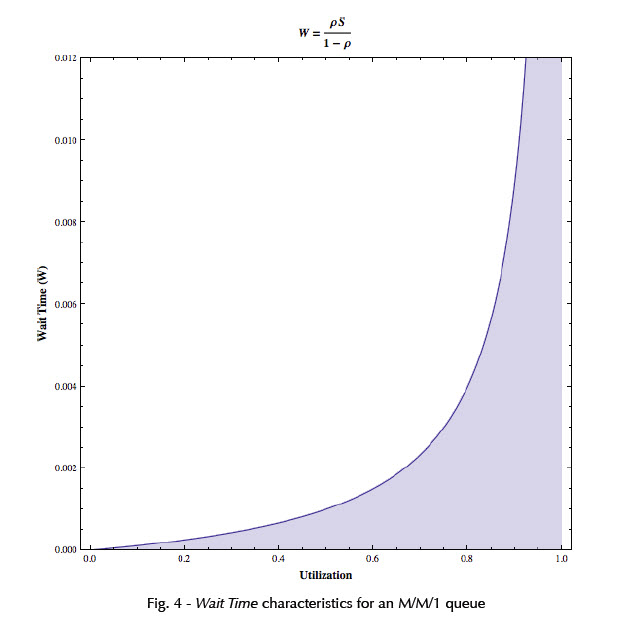 W = ρS / 1 − ρ
0.012
0.010
0.008
0.006
0.004
0.002
0.000
Wait Time (W)
0.0 0.2 0.4 0.6 0.8 1.0
Utilization
Fig. 4 - Wait Time characteristics for an M/M/1 queue